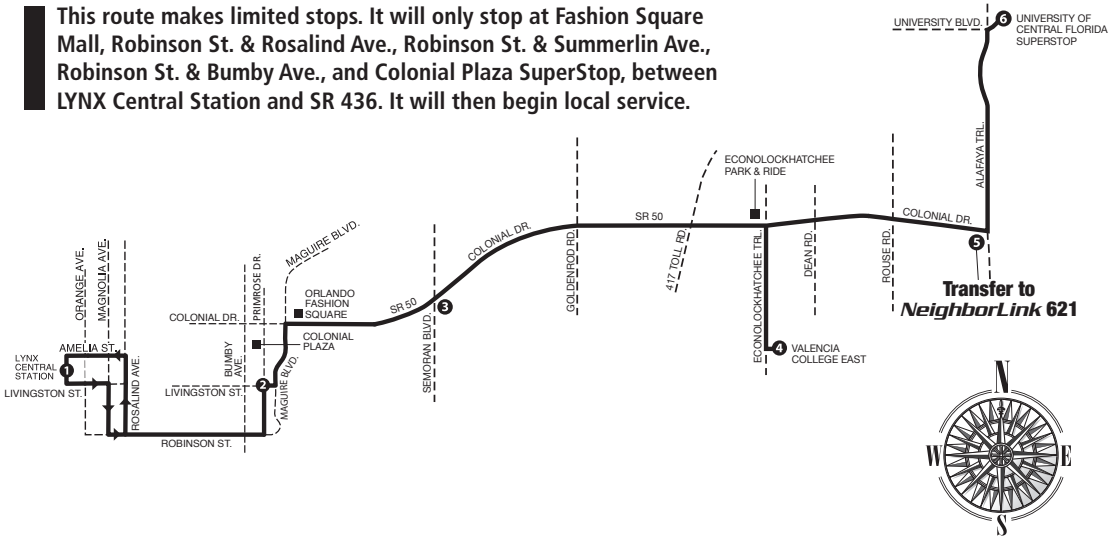 This route makes limited stops. It will only stop at Fashion Square
Mall, Robinson St. & Rosalind Ave., Robinson St. & Summerlin Ave.,
Robinson St. & Bumby Ave., and Colonial Plaza SuperStop, between
LYNX Central Station and SR 436. It will then begin local service.
UNIVERSITY BLVD.
6
UNIVERSITY OF
CENTRAL FLORIDA
SUPERSTOP
ALAFAYA TRL.
ECONOLOCKHATCHEE
PARK & RIDE
SR 50
COLONIAL DR.
COLONIAL DR.
GOLDENROD RD.
417 TOLL RD.
ECONOLOCKHATCHEE TRL.
DEAN RD.
ROUSE RD.
5
Transfer to
NeighborLink 621
4
VALENCIA
COLLEGE EAST
SR 50
3
SEMORAN BLVD.
MAGUIRE BLVD.
ORLANDO
FASHION
SQUARE
COLONIAL DR.
COLONIAL
PLAZA
PRIMROSE DR.
BUMBY
AVE.
MAGUIRE BLVD.
2
LIVINGSTON ST.
ORANGE AVE.
MAGNOLIA AVE.
AMELIA ST.
LYNX
CENTRAL
STATION
1
LIVINGSTON ST.
ROSALIND AVE.
ROBINSON ST.
N
W
E
S